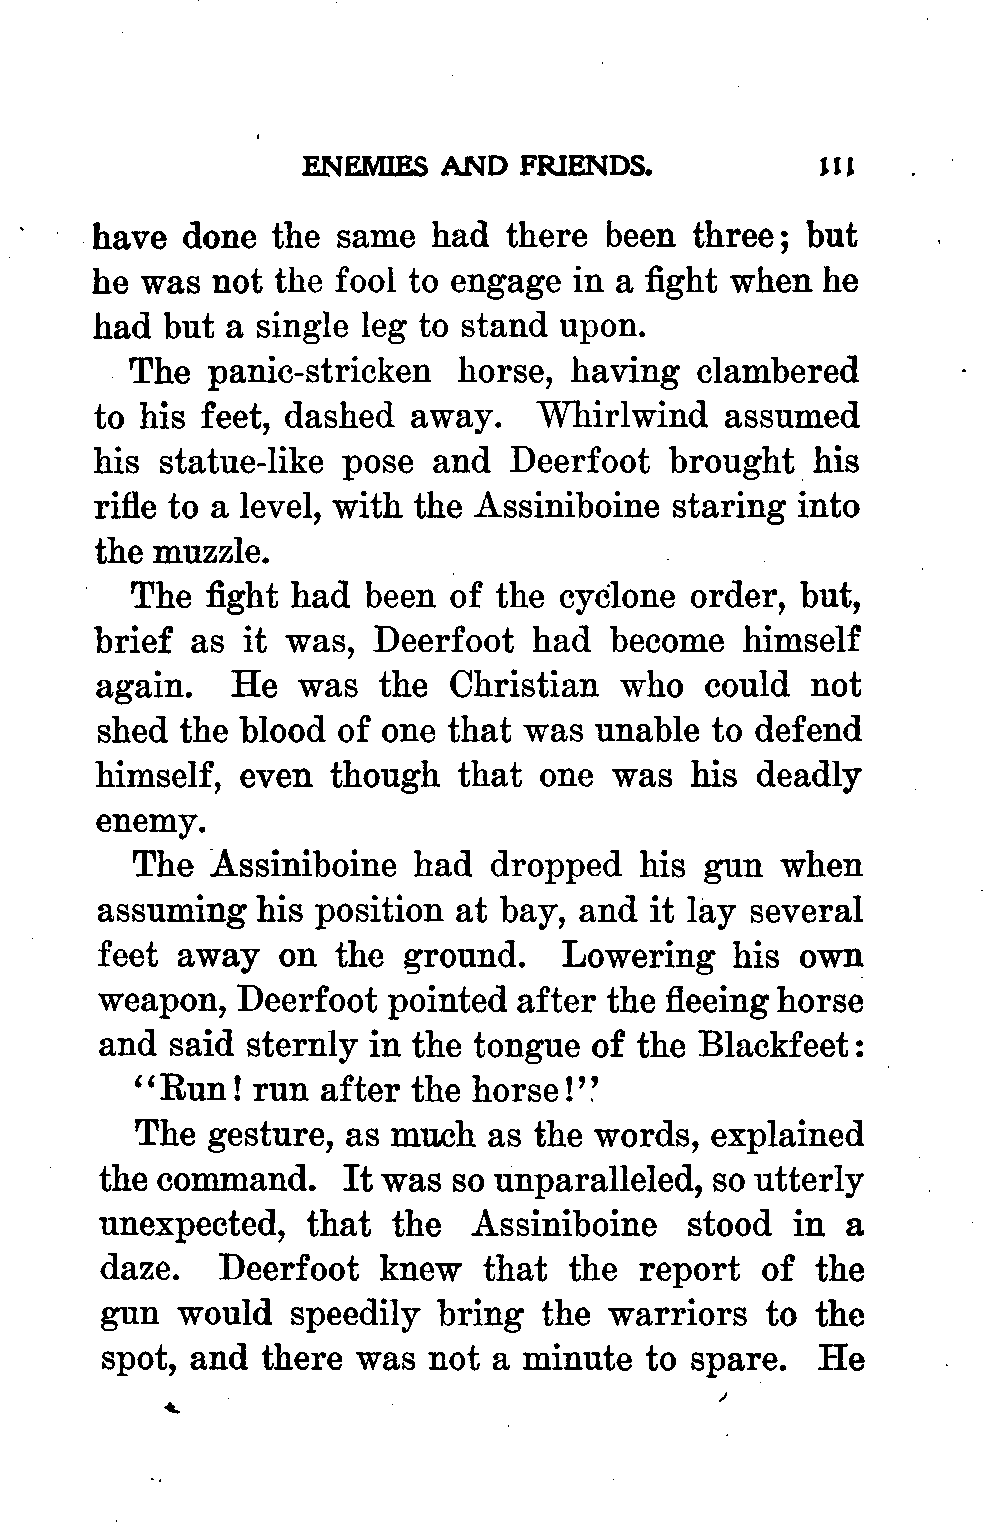 ENEMIES AND FRIENDS. 111
have done the same had there been three; but
he was not the fool to engage in a fight when he
had but a single leg to stand upon.
The panic-stricken horse, having clambered
to his feet, dashed away. Whirlwind assumed
his statue-like pose and Deerfoot brought his
rifle to a level, with the Assiniboine staring into
the muzzle.
The fight had been of the cyclone order, but,
brief as it was, Deerfoot had become himself
again. He was the Christian who could not
shed the blood of one that was unable to defend
himself, even though that one was his deadly
enemy.
The Assiniboine had dropped his gun when
assuming his position at bay, and it lay several
feet away on the ground. Lowering his own
weapon, Deerfoot pointed after the fleeing horse
and said sternly in the tongue of the Blackfeet:
"Run! run after the horse!"
The gesture, as much as the words, explained
the command. It was so unparalleled, so utterly
unexpected, that the Assiniboine stood in a
daze. Deerfoot knew that the report of the
gun would speedily bring the warriors to the
spot, and there was not a minute to spare. He